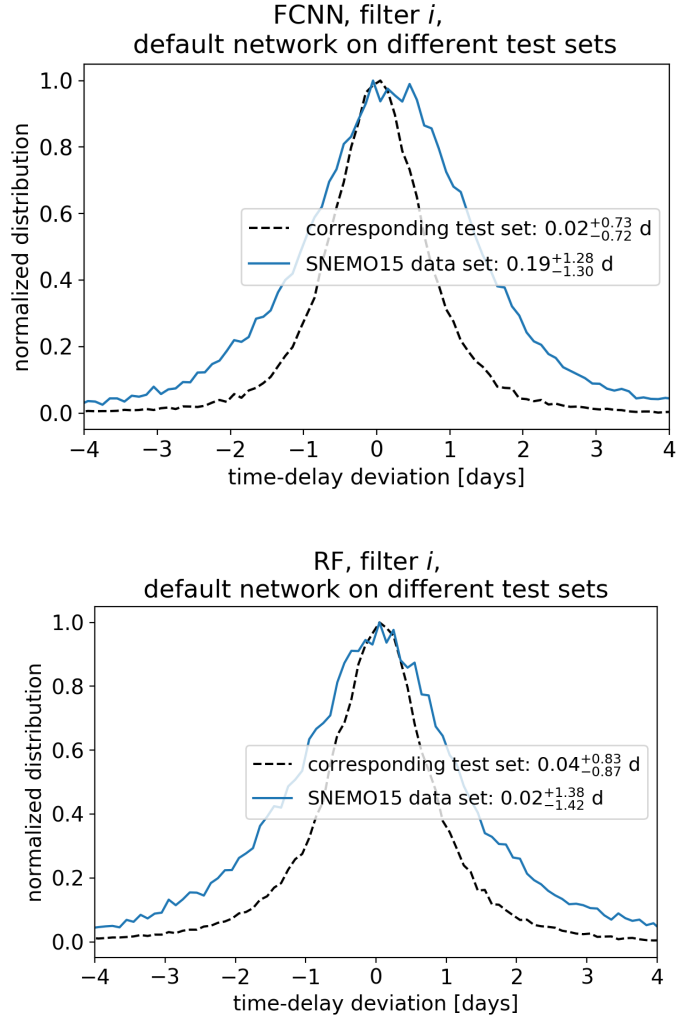 FCNN, filter i,
default network on different test sets
normalized distribution
1.0
0.8
0.6
0.4
0.2
0.0
corresponding test set: 0.02+0.73−0.72 d
SNEMO15 data set: 0.19+1.28−1.30 d
−4 −3 −2 −1 0 1 2 3 4
time-delay deviation [days]
RF, filter i,
default network on different test sets
normalized distribution
1.0
0.8
0.6
0.4
0.2
0.0
corresponding test set: 0.04+0.83−0.87 d
SNEMO15 data set: 0.02+1.38−1.42 d
−4 −3 −2 −1 0 1 2 3 4
time-delay deviation [days]